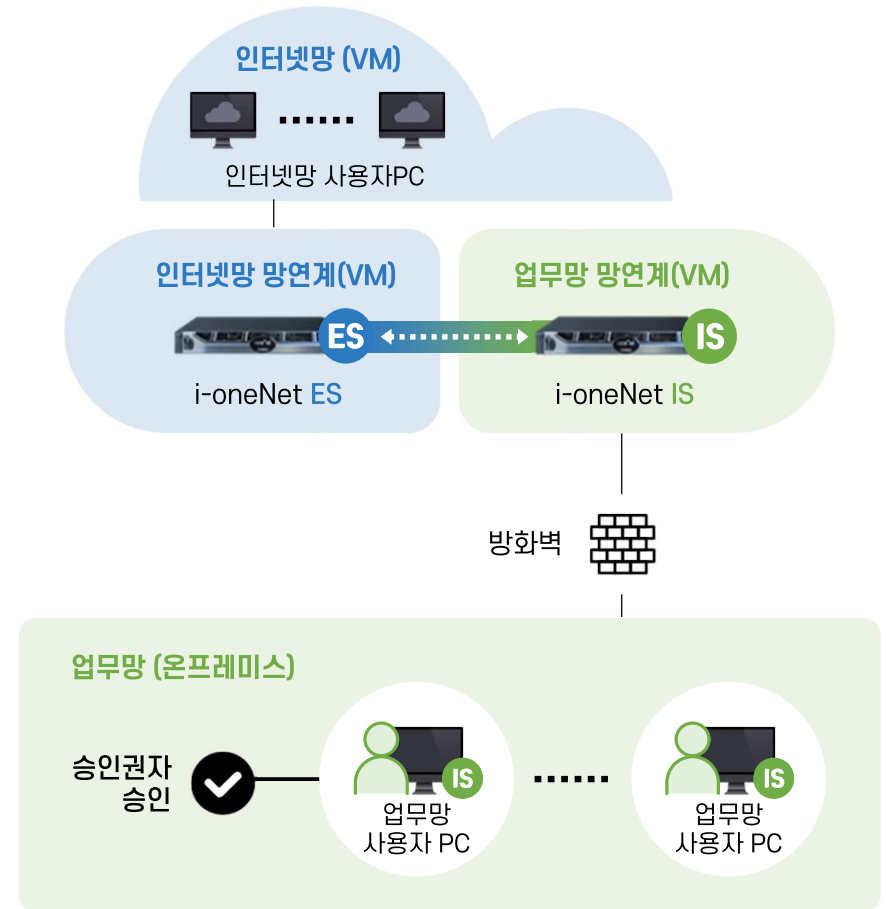 인터넷망 (VM)
인터넷망 사용자PC
인터넷망 망연계(VM)
업무망 망연계(VM)
ES
IS
i-oneNet ES
i-oneNet IS
방화벽
업무망 (온프레미스)
승인권자
승인
IS
업무망
사용자 PC
IS
업무망
사용자 PC